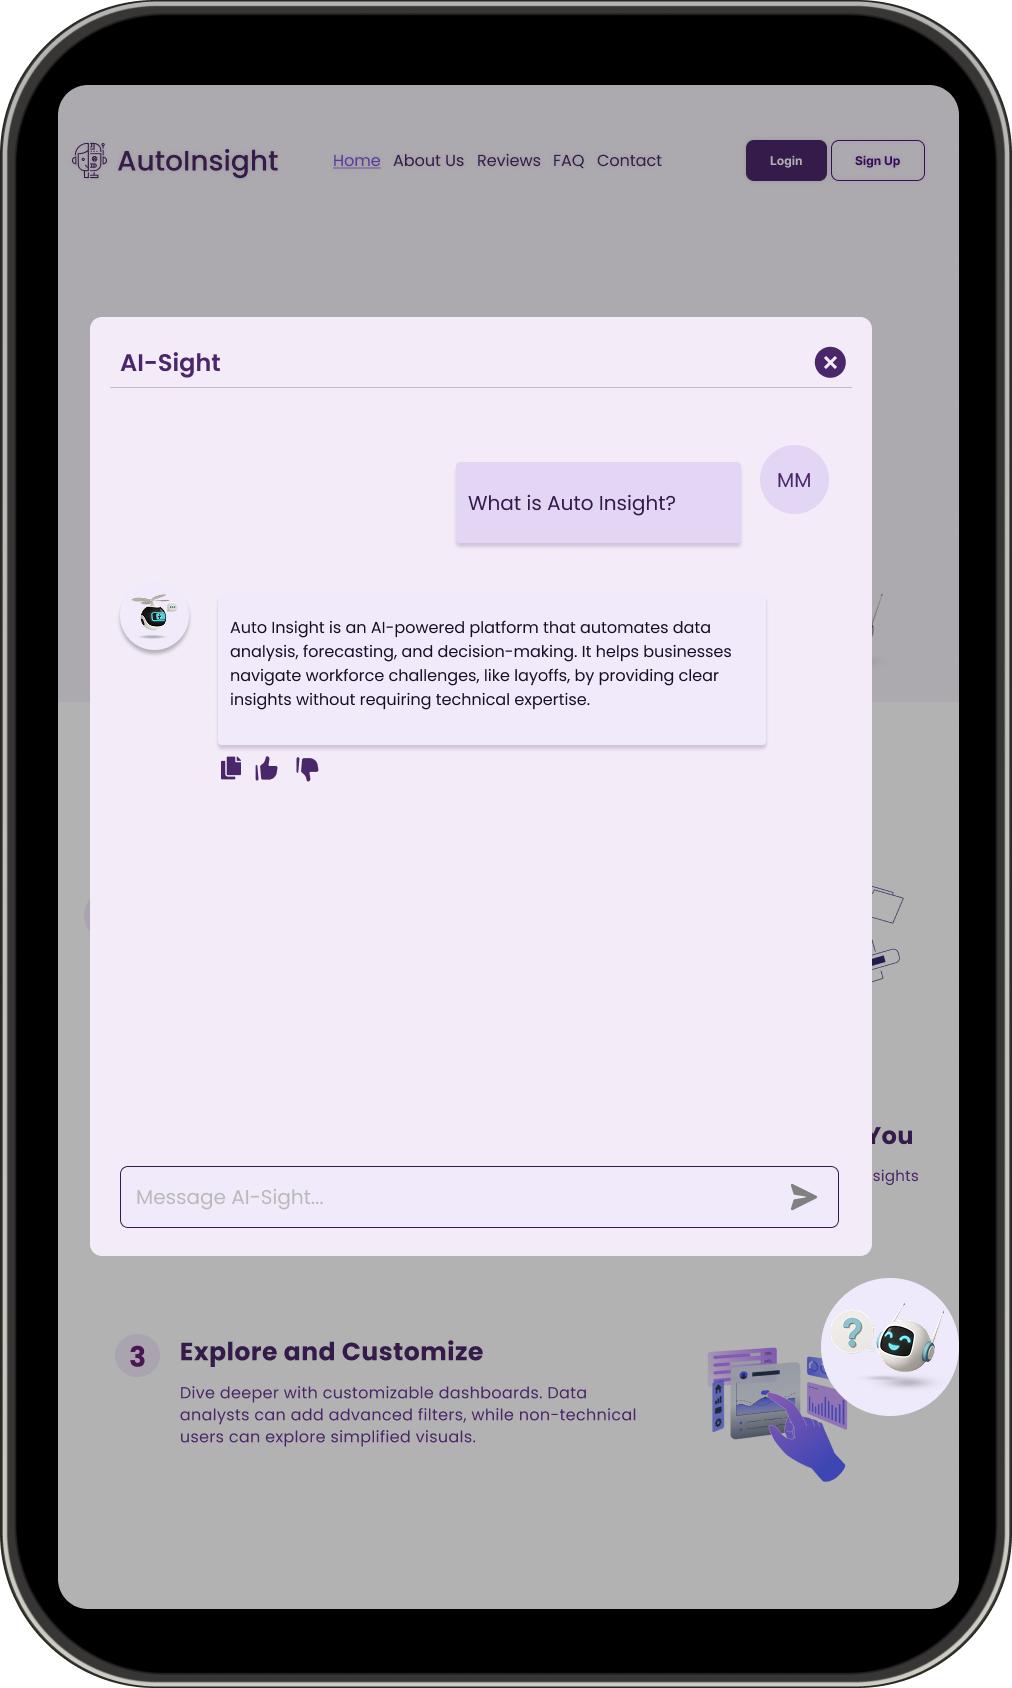 AutoInsight
Home About Us Reviews FAQ Contact
Login
Sign Up
AI-Sight
MM
What is Auto Insight?
Auto Insight is an AI-powered platform that automates data
analysis, forecasting, and decision-making. It helps businesses
navigate workforce challenges, like layoffs, by providing clear
insights without requiring technical expertise.
You
sights
Message AI-Sight...
?
3
Explore and Customize
Dive deeper with customizable dashboards. Data
analysts can add advanced filters, while non-technical
users can explore simplified visuals.